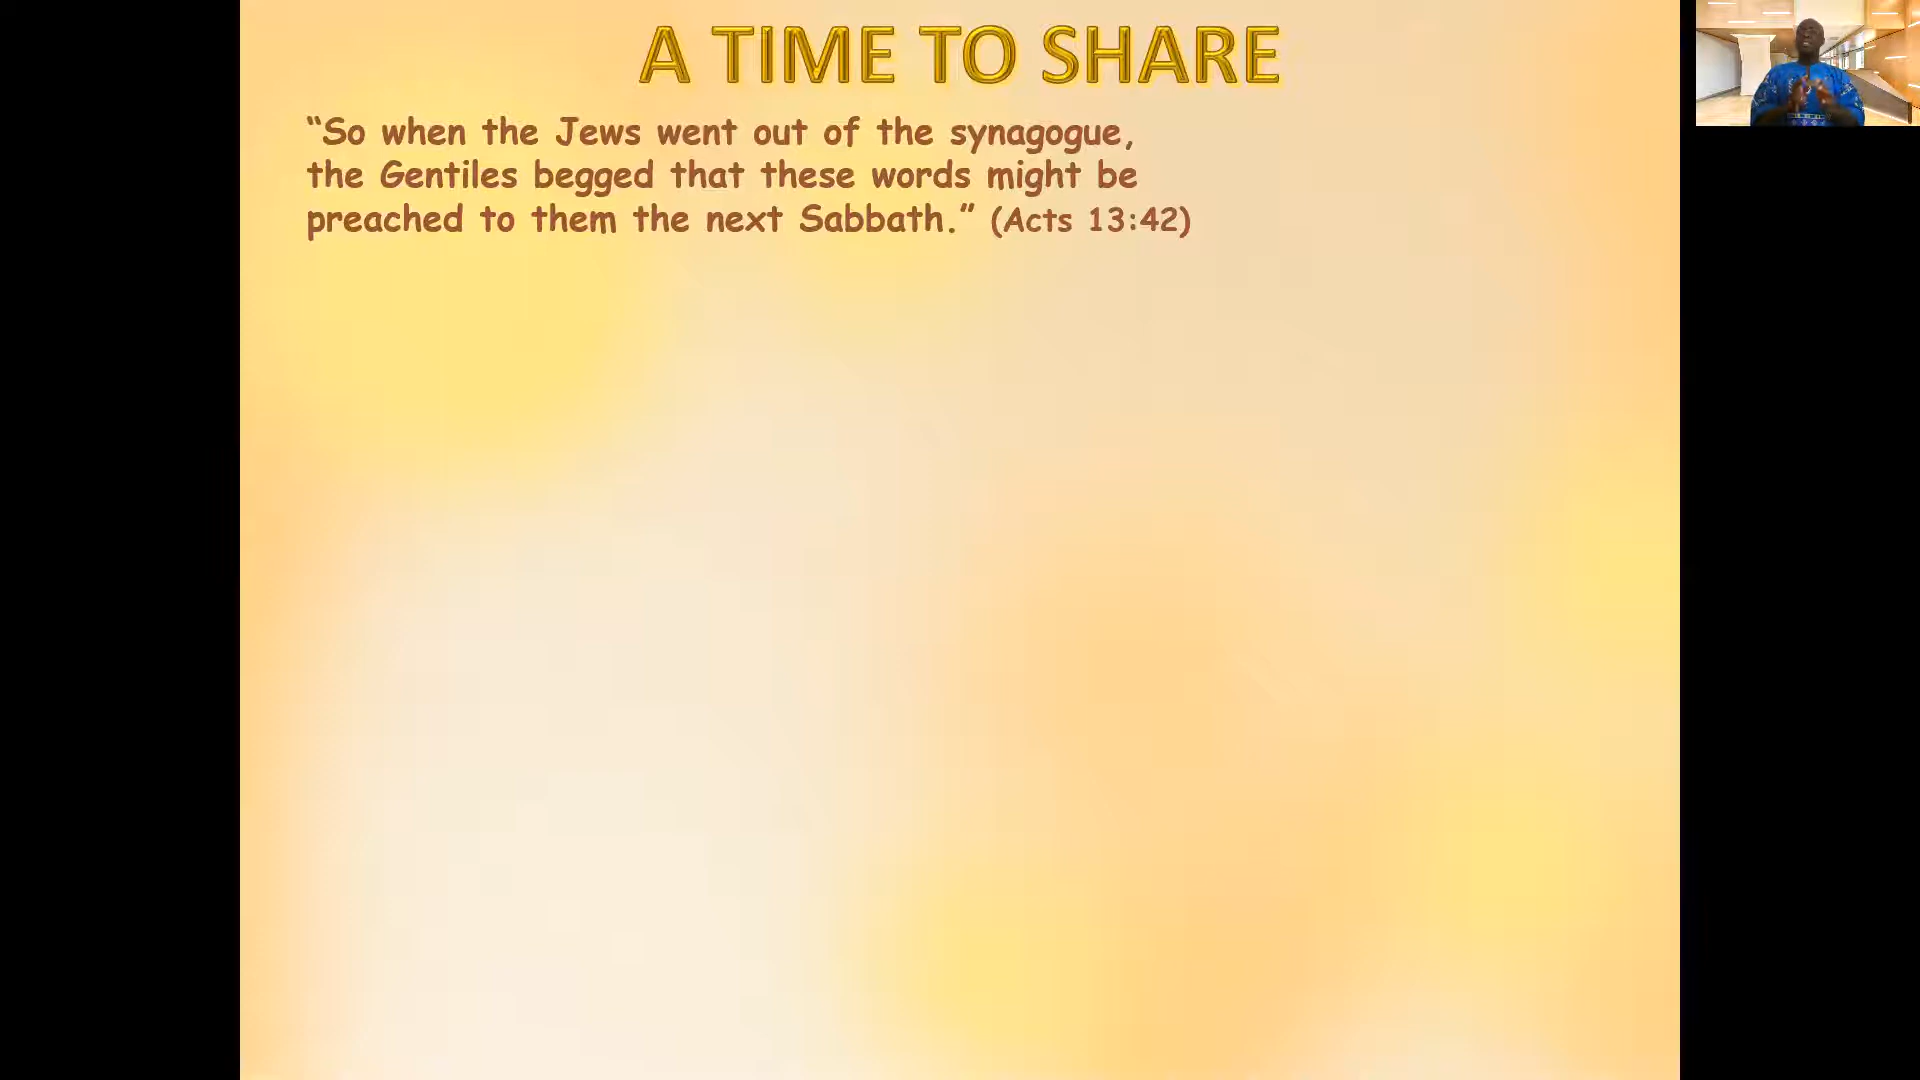 A TIME TO SHARE
“So when the Jews went out of the synagogue,
the Gentiles begged that these words might be
preached to them the next Sabbath.” (Acts 13:42)